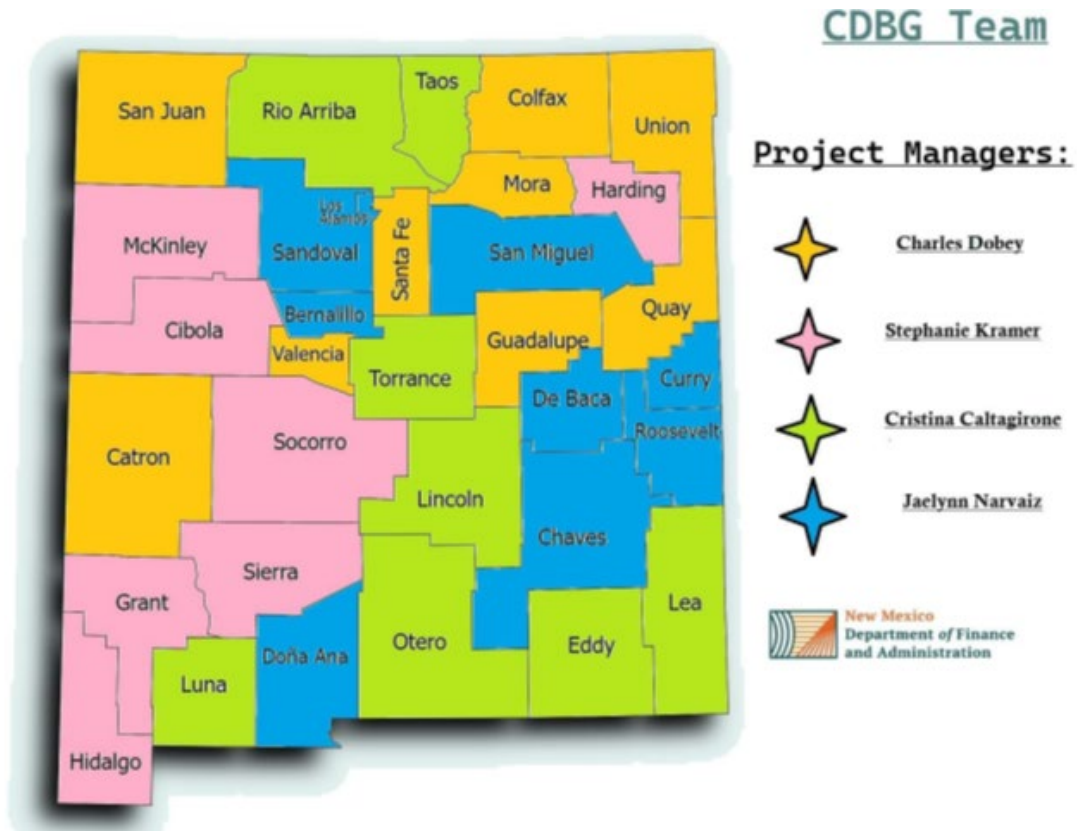 CDBG Team
Project Managers:
Charles Dobey
Stephanie Kramer
Cristina Caltagirone
Jaelynn Narvaiz
New Mexico
Department of Finance
and Administration
San Juan
Rio Arriba
Taos
Colfax
Union
Mora
Harding
Los
Alamos
McKinley
Sandoval
Santa Fe
San Miguel
Cibola
Bernalillo
Quay
Valencia
Guadalupe
Torrance
De Baca
Curry
Roosevelt
Catron
Socorro
Lincoln
Chaves
Sierra
Grant
Lea
Otero
Eddy
Doña Ana
Luna
Hidalgo